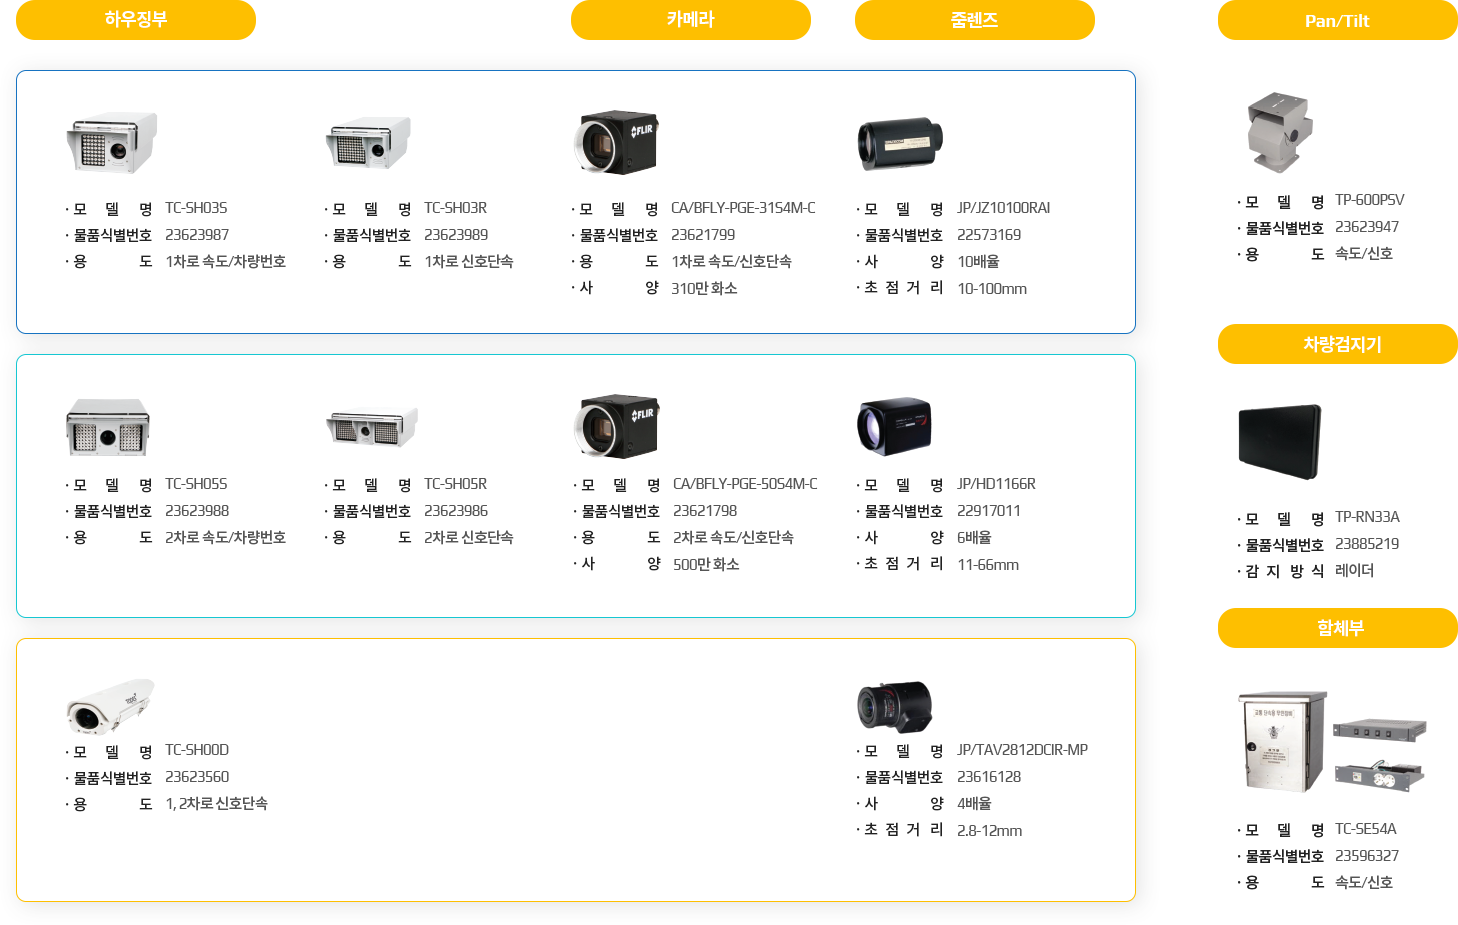 하우징부
카메라
줌렌즈
Pan/Tilt
· 모 델 명 TC-SH03S
· 물품식별번호 23623987
· 용 도 1차로 속도/차량번호
· 모 델 명 TC-SH03R
· 물품식별번호 23623989
· 용 도 1차로 신호단속
FLIR
· 모 델 명 CA/BFLY-PGE-31S4M-C
· 물품식별번호 23621799
· 용 도 1차로 속도/신호단속
· 사 양 310만 화소
· 모 델 명 JP/JZ10100RAI
· 물품식별번호 22573169
· 사 양 10배율
· 초 점 거 리 10-100mm
· 모 델 명 TP-600PSV
· 물품식별번호 23623947
· 용 도 속도/신호
· 모 델 명 TC-SH05S
· 물품식별번호 23623988
· 용 도 2차로 속도/차량번호
· 모 델 명 TC-SH05R
· 물품식별번호 23623986
· 용 도 2차로 신호단속
FLIR
· 모 델 명 CA/BFLY-PGE-50S4M-C
· 물품식별번호 23621798
· 용 도 2차로 속도/신호단속
· 사 양 500만 화소
· 모 델 명 JP/HD1166R
· 물품식별번호 22917011
· 사 양 6배율
· 초 점 거 리 11-66mm
차량검지기
· 모 델 명 TP-RN33A
· 물품식별번호 23885219
· 감 지 방 식 레이더
· 모 델 명 TC-SH00D
· 물품식별번호 23623560
· 용 도 1, 2차로 신호단속
· 모 델 명 JP/TAV2812DCIR-MP
· 물품식별번호 23616128
· 사 양 4배율
· 초 점 거 리 2.8-12mm
함체부
· 모 델 명 TC-SE54A
· 물품식별번호 23596327
· 용 도 속도/신호